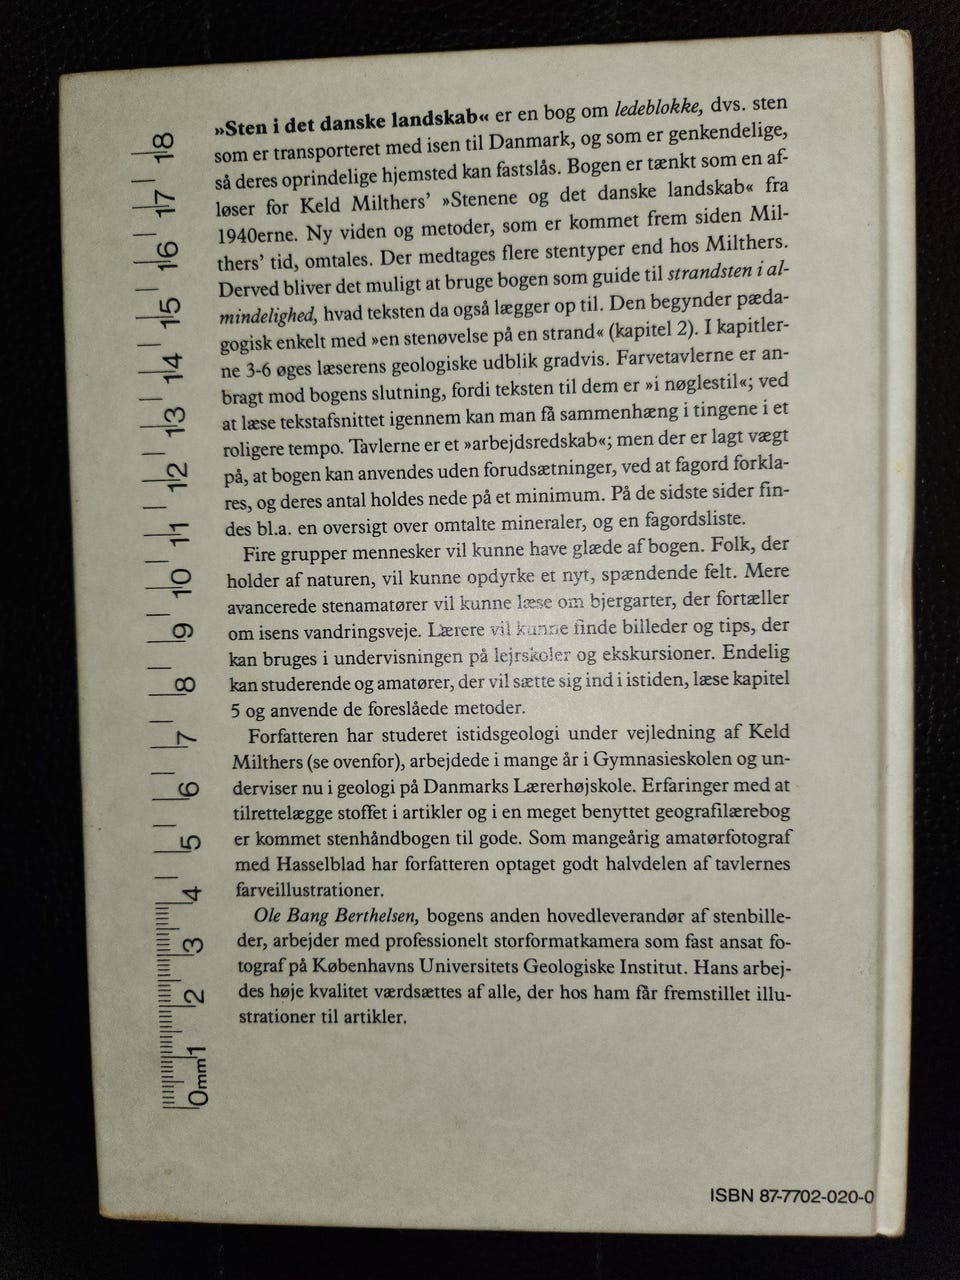 »Sten i det danske landskab« er en bog om ledeblokke, dvs. sten
som er transporteret med isen til Danmark, og som er genkendelige,
så deres oprindelige hjemsted kan fastslås. Bogen er tænkt som en af-
løser for Keld Milthers' »Stenene og det danske landskab« fra
1940erne. Ny viden og metoder, som er kommet frem siden Mil-
thers' tid, omtales. Der medtages flere stentyper end hos Milthers.
Derved bliver det muligt at bruge bogen som guide til strandsten i al-
mindelighed, hvad teksten da også lægger op til. Den begynder pæda-
gogisk enkelt med »en stenøvelse på en strand« (kapitel 2). I kapitler-
ne 3-6 øges læserens geologiske udblik gradvis. Farvetavlerne er an-
bragt mod bogens slutning, fordi teksten til dem er »i nøglestil«; ved
at læse tekstafsnittet igennem kan man få sammenhæng i tingene i et
roligere tempo. Tavlerne er et »arbejdsredskab«; men der er lagt vægt
på, at bogen kan anvendes uden forudsætninger, ved at fagord forkla-
res, og deres antal holdes nede på et minimum. På de sidste sider fin-
des bl.a. en oversigt over omtalte mineraler, og en fagordsliste.
Fire grupper mennesker vil kunne have glæde af bogen. Folk, der
holder af naturen, vil kunne opdyrke et nyt, spændende felt. Mere
avancerede stenamatører vil kunne læse om bjergarter, der fortæller
om isens vandringsveje. Lærere vil kunne finde billeder og tips, der
kan bruges i undervisningen på lejrskoler og ekskursioner. Endelig
kan studerende og amatører, der vil sætte sig ind i istiden, læse kapitel
5 og anvende de foreslåede metoder.
Forfatteren har studeret istidsgeologi under vejledning af Keld
Milthers (se ovenfor), arbejdede i mange år i Gymnasieskolen og un-
derviser nu i geologi på Danmarks Lærerhøjskole. Erfaringer med at
tilrettelægge stoffet i artikler og i en meget benyttet geografilærebog
er kommet stenhåndbogen til gode. Som mangeårig amatørfotograf
med Hasselblad har forfatteren optaget godt halvdelen af tavlernes
farveillustrationer.
Ole Bang Berthelsen, bogens anden hovedleverandør af stenbille-
der, arbejder med professionelt storformatkamera som fast ansat fo-
tograf på Københavns Universitets Geologiske Institut. Hans arbej-
des høje kvalitet værdsættes af alle, der hos ham får fremstillet illu-
strationer til artikler.
0mm 1 2 3 4 5 6 7 8 9 10 11 12 13 14 15 16 17 18
ISBN 87-7702-020-0